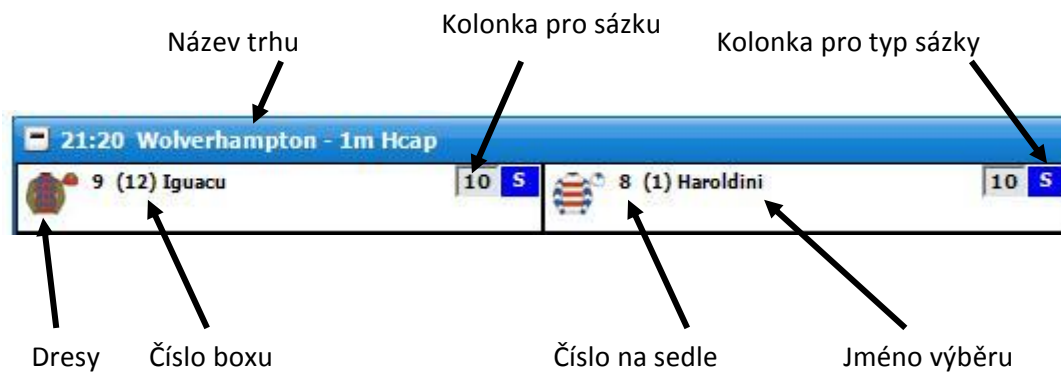 Název trhu
Kolonka pro sázku
Kolonka pro typ sázky
21:20 Wolverhampton - 1m Hcap
9 (12) Iguacu 10 S
8 (1) Haroldini 10 S
Dresy
Číslo boxu
Číslo na sedle
Jméno výběru